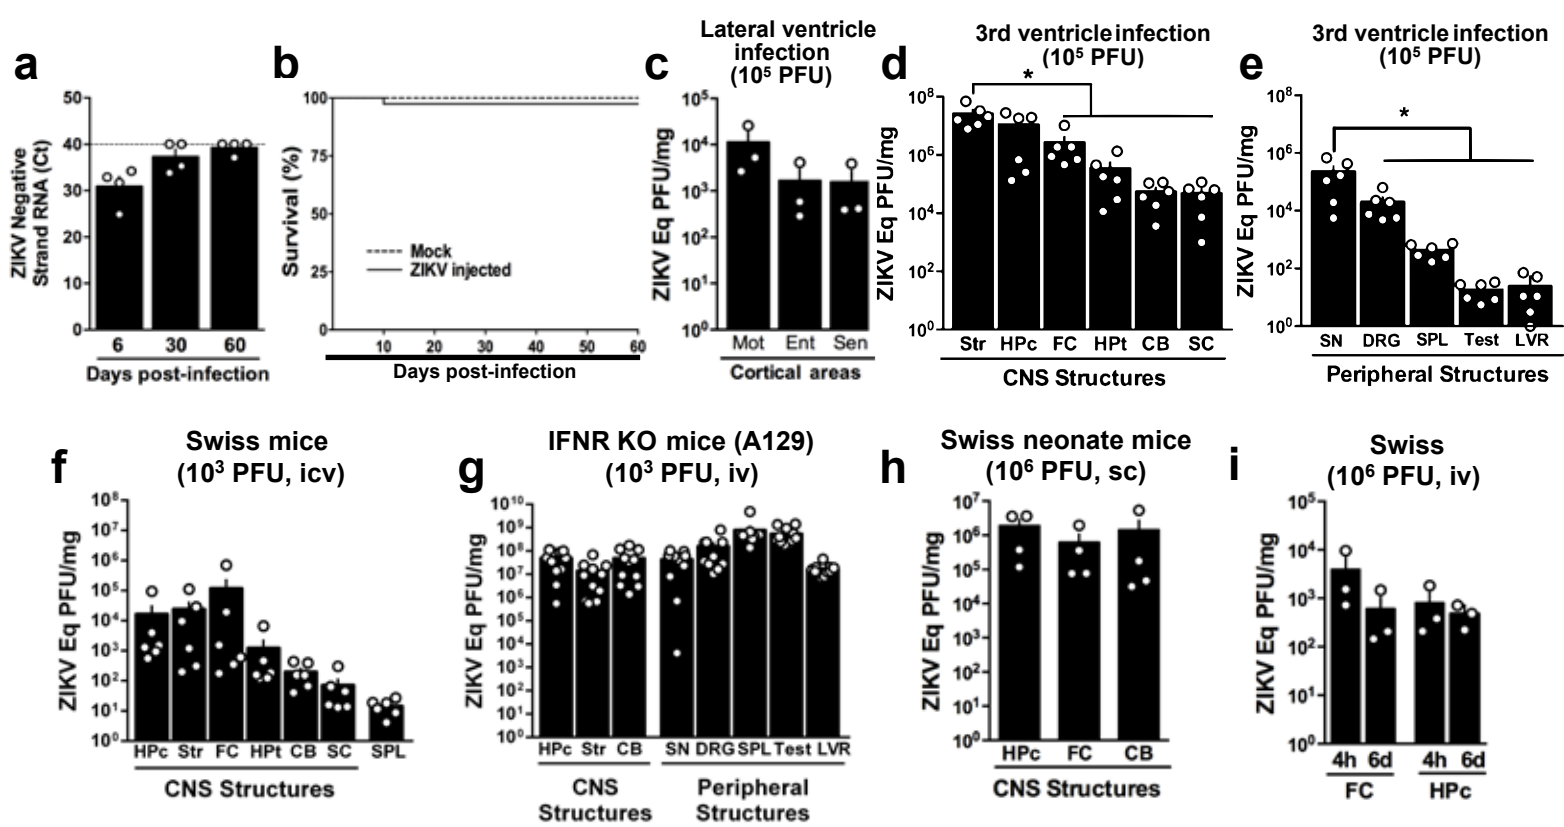 a
50
40
30
20
10
0
ZIKV Negative
Strand RNA (Ct)
6 30 60
Days post-infection
b
100
75
50
25
0
Survival (%)
Mock
ZIKV injected
10 20 30 40 50 60
Days post-infection
c
Lateral ventricle
infection
(10⁵ PFU)
10⁵
10⁴
10³
10²
10¹
10⁰
ZIKV Eq PFU/mg
Mot Ent Sen
Cortical areas
d
3rd ventricle infection
(10⁵ PFU)
*
10⁸
10⁶
10⁴
10²
10⁰
ZIKV Eq PFU/mg
Str HPc FC HPt CB SC
CNS Structures
e
3rd ventricle infection
(10⁵ PFU)
*
10⁸
10⁶
10⁴
10²
10⁰
ZIKV Eq PFU/mg
SN DRG SPL Test LVR
Peripheral Structures
f
Swiss mice
(10³ PFU, icv)
10⁸
10⁷
10⁶
10⁵
10⁴
10³
10²
10¹
10⁰
ZIKV Eq PFU/mg
HPc Str FC HPt CB SC SPL
CNS Structures
g
IFNR KO mice (A129)
(10³ PFU, iv)
10¹⁰
10⁹
10⁸
10⁷
10⁶
10⁵
10⁴
10³
10²
10¹
10⁰
ZIKV Eq PFU/mg
HPc Str CB SN DRG SPL Test LVR
CNS
Structures
Peripheral
Structures
h
Swiss neonate mice
(10⁶ PFU, sc)
10⁷
10⁶
10⁵
10⁴
10³
10²
10¹
10⁰
ZIKV Eq PFU/mg
HPc FC CB
CNS Structures
i
Swiss
(10⁶ PFU, iv)
10⁵
10⁴
10³
10²
10¹
10⁰
ZIKV Eq PFU/mg
4h 6d 4h 6d
FC HPc